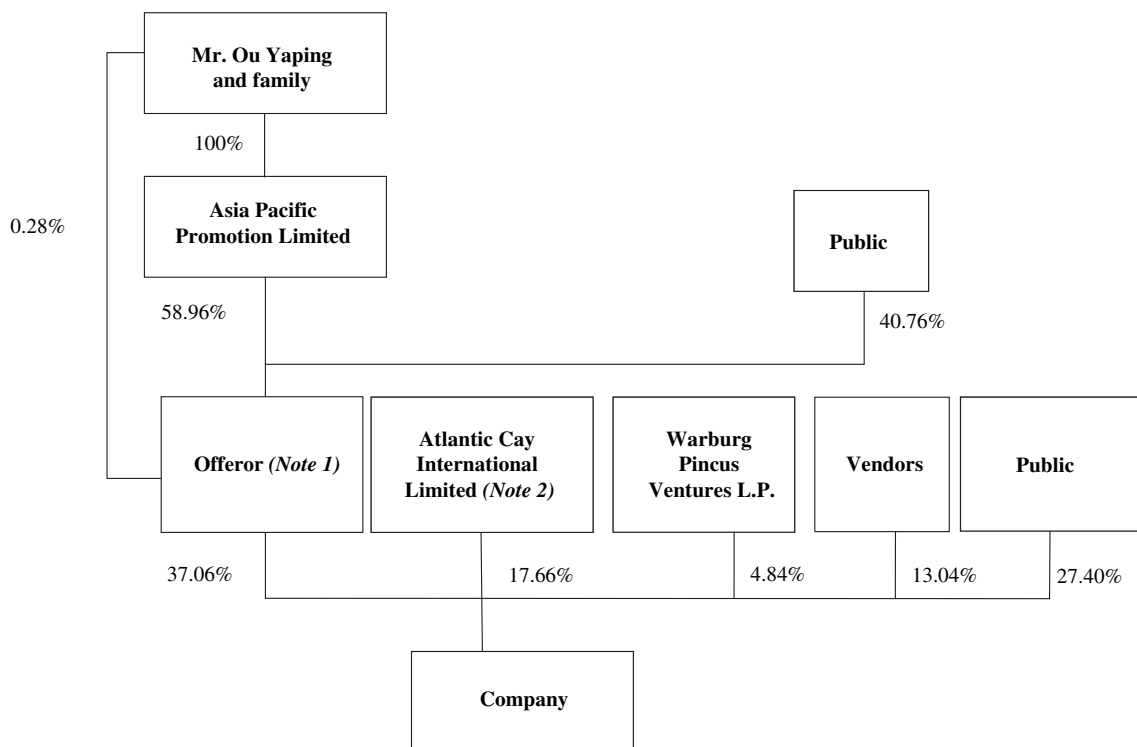 Mr. Ou Yaping
and family
100%
0.28%
Asia Pacific
Promotion Limited
Public
58.96%
40.76%
Offeror (Note 1)
Atlantic Cay
International
Limited (Note 2)
Warburg
Pincus
Ventures L.P.
Vendors
Public
37.06%
17.66%
4.84%
13.04%
27.40%
Company